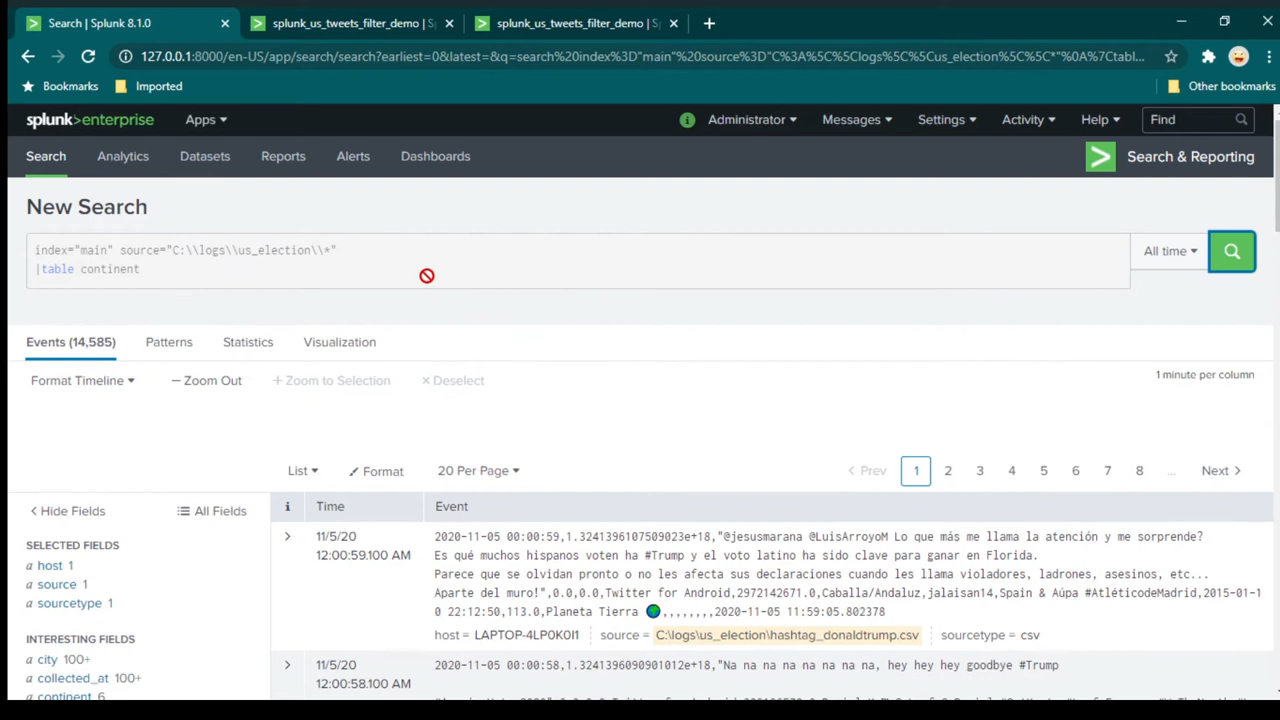 Search | Splunk 8.1.0
splunk_us_tweets_filter_demo | S
splunk_us_tweets_filter_demo | S
127.0.0.1:8000/en-US/app/search/search?earliest=0&latest=&q=search%20index%3D"main"%20source%3D"C%3A%5C%5Clogs%5C%5Cus_election%5C%5C*"%0A%7Ctabl...
Bookmarks Imported Other bookmarks
splunk>enterprise Apps Administrator Messages Settings Activity Help Find
Search Analytics Datasets Reports Alerts Dashboards Search & Reporting
New Search
index="main" source="C:\\logs\\us_election\\*"
|table continent
All time
Events (14,585) Patterns Statistics Visualization
Format Timeline — Zoom Out + Zoom to Selection × Deselect 1 minute per column
List Format 20 Per Page < Prev 1 2 3 4 5 6 7 8 ... Next >
< Hide Fields All Fields
i Time Event
SELECTED FIELDS
a host 1
a source 1
a sourcetype 1
INTERESTING FIELDS
a city 100+
a collected_at 100+
a continent 6
> 11/5/20 12:00:59.100 AM
2020-11-05 00:00:59,1.3241396107509023e+18,"@jesusmarana @LuisArroyoM Lo que más me llama la atención y me sorprende?
Es qué muchos hispanos voten ha #Trump y el voto latino ha sido clave para ganar en Florida.
Parece que se olvidan pronto o no les afecta sus declaraciones cuando les llama violadores, ladrones, asesinos, etc...
Aparte del muro!",0.0,0.0,Twitter for Android,2972142671.0,Caballa/Andaluz,jalaisan14,Spain & Aúpa #AtléticodeMadrid,2015-01-1
0 22:12:50,113.0,Planeta Tierra 🌍,,,,,,,,2020-11-05 11:59:05.802378
host = LAPTOP-4LP0K0I1 source = C:\logs\us_election\hashtag_donaldtrump.csv sourcetype = csv
> 11/5/20 12:00:58.100 AM
2020-11-05 00:00:58,1.3241396090901012e+18,"Na na na na na na na na, hey hey hey goodbye #Trump